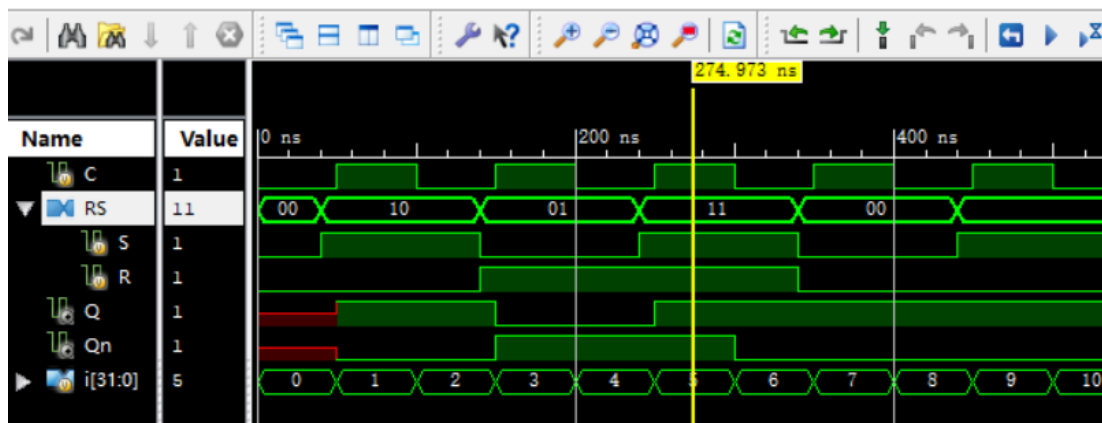 274.973 ns
Name Value 0 ns 200 ns 400 ns
C 1
RS 11 00 10 01 11 00
S 1
R 1
Q 1
Qn 1
i[31:0] 5 0 1 2 3 4 5 6 7 8 9 10